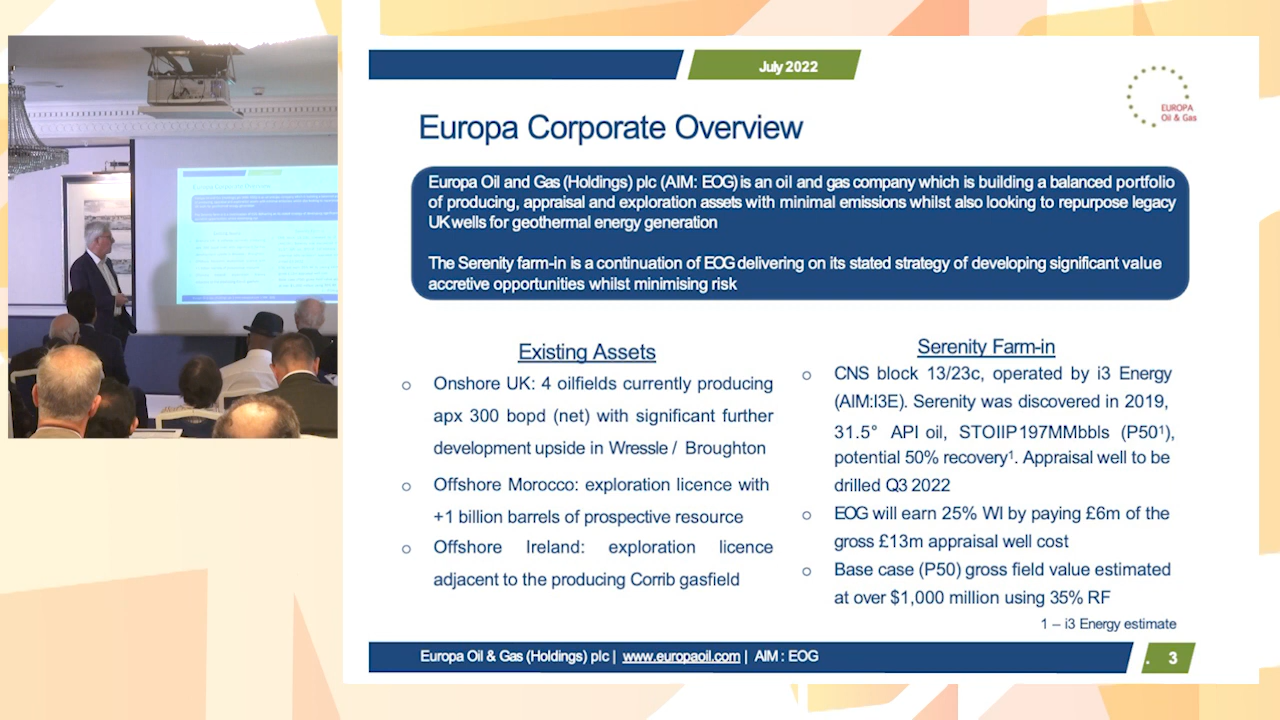 July 2022
EUROPA
Oil & Gas
Europa Corporate Overview
Europa Oil and Gas (Holdings) plc (AIM: EOG) is an oil and gas company which is building a balanced portfolio
of producing, appraisal and exploration assets with minimal emissions whilst also looking to repurpose legacy
UK wells for geothermal energy generation
The Serenity farm-in is a continuation of EOG delivering on its stated strategy of developing significant value
accretive opportunities whilst minimising risk
Existing Assets
o Onshore UK: 4 oilfields currently producing
apx 300 bopd (net) with significant further
development upside in Wressle / Broughton
o Offshore Morocco: exploration licence with
+1 billion barrels of prospective resource
o Offshore Ireland: exploration licence
adjacent to the producing Corrib gasfield
Serenity Farm-in
o CNS block 13/23c, operated by i3 Energy
(AIM:I3E). Serenity was discovered in 2019,
31.5° API oil, STOIIP 197MMbbls (P50¹),
potential 50% recovery¹. Appraisal well to be
drilled Q3 2022
o EOG will earn 25% WI by paying £6m of the
gross £13m appraisal well cost
o Base case (P50) gross field value estimated
at over $1,000 million using 35% RF
1 – i3 Energy estimate
Europa Oil & Gas (Holdings) plc | www.europaoil.com | AIM : EOG
. 3